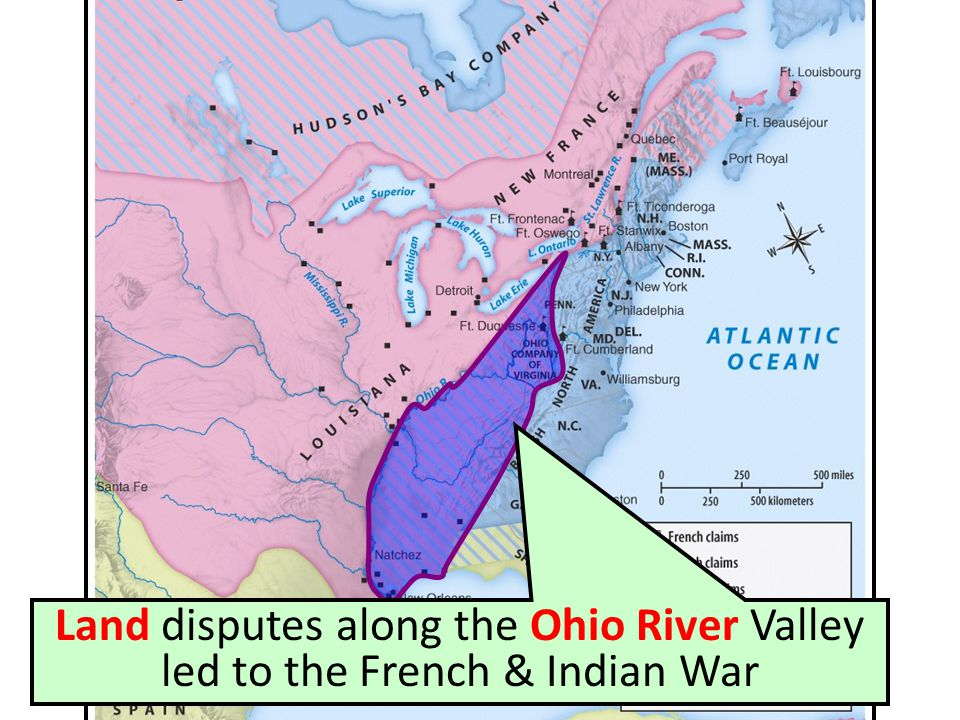 HUDSON'S BAY COMPANY
NEW FRANCE
Ft. Louisbourg
Ft. Beauséjour
Port Royal
Quebec
ME.
(MASS.)
Montreal
St. Lawrence R.
Lake Superior
Lake Huron
Lake Michigan
Ft. Frontenac
Ft. Oswego
L. Ontario
Ft. Ticonderoga
N.H.
Boston
Ft. Stanwix
Albany
MASS.
R.I.
CONN.
N.Y.
N
E
S
W
Mississippi R.
Detroit
Lake Erie
New York
N.J.
Philadelphia
PENN.
Ft. Duquesne
OHIO
COMPANY
OF
VIRGINIA
AMERICA
NORTH
MD.
DEL.
Ft. Cumberland
ATLANTIC
OCEAN
VA.
Williamsburg
LOUISIANA
Ohio R.
N.C.
Santa Fe
0 250 500 miles
0 250 500 kilometers
Natchez
New Orleans
French claims
claims
Land disputes along the Ohio River Valley
led to the French & Indian War
SPAIN